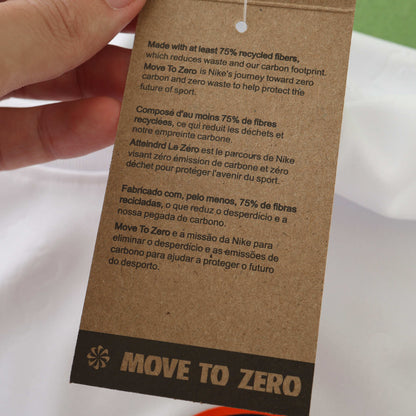 Made with at least 75% recycled fibers,
which reduces waste and our carbon footprint.
Move To Zero is Nike's journey toward zero
carbon and zero waste to help protect the
future of sport.
Composé d'au moins 75% de fibres
recyclées, ce qui reduit les déchets et
notre empreinte carbone.
Atteindrd Le Zéro est le parcours de Nike
visant zéro émission de carbone et zéro
déchet pour protéger l'avenir du sport.
Fabricado com, pelo menos, 75% de fibras
recicladas, o que reduz o desperdício e a
nossa pegada de carbono.
Move To Zero e a missão da Nike para
eliminar o desperdício e as emissões de
carbono para ajudar a proteger o futuro
do desporto.
MOVE TO ZERO